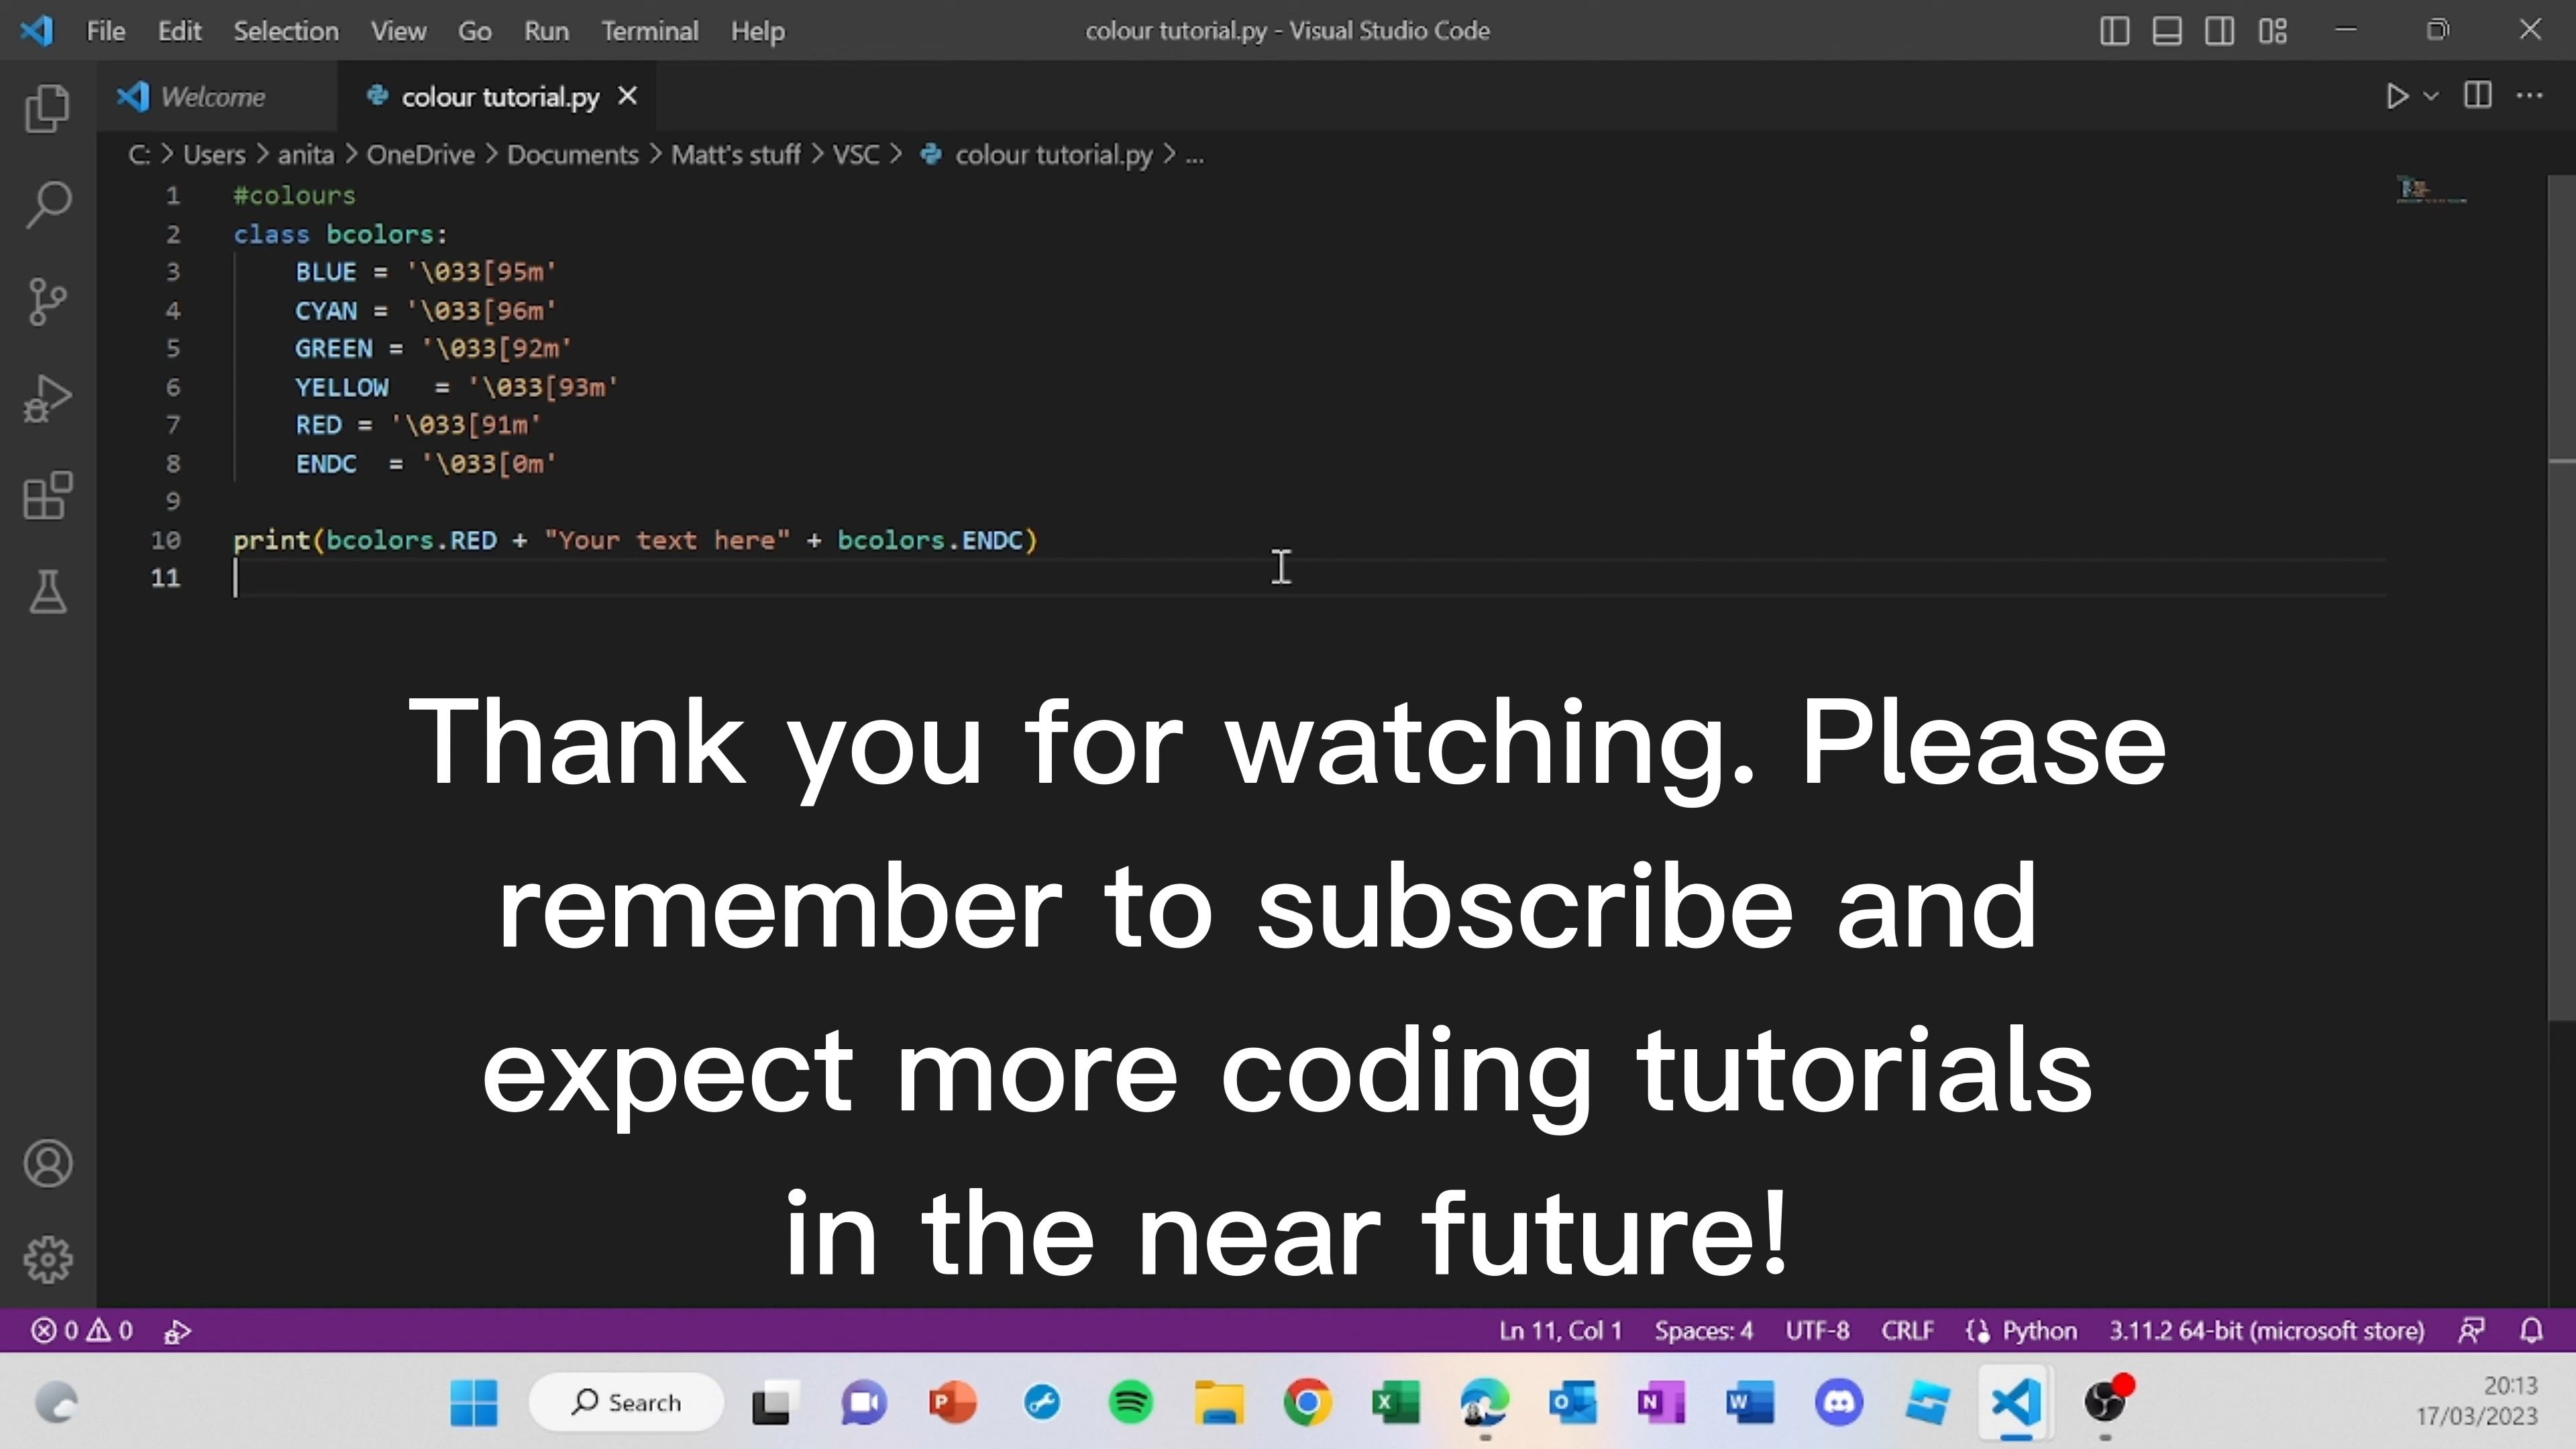 File Edit Selection View Go Run Terminal Help colour tutorial.py - Visual Studio Code
Welcome colour tutorial.py
C: > Users > anita > OneDrive > Documents > Matt's stuff > VSC > colour tutorial.py > ...
1 #colours
2 class bcolors:
3 BLUE = '\033[95m'
4 CYAN = '\033[96m'
5 GREEN = '\033[92m'
6 YELLOW = '\033[93m'
7 RED = '\033[91m'
8 ENDC = '\033[0m'
9
10 print(bcolors.RED + "Your text here" + bcolors.ENDC)
11
Thank you for watching. Please
remember to subscribe and
expect more coding tutorials
in the near future!
0 0 Ln 11, Col 1 Spaces: 4 UTF-8 CRLF Python 3.11.2 64-bit (microsoft store)
Search
20:13
17/03/2023